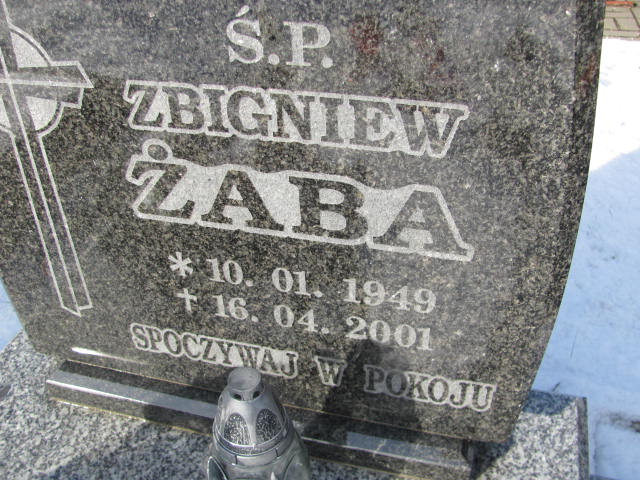 Ś.P.
ZBIGNIEW
ŻABA
* 10. 01. 1949
† 16. 04. 2001
SPOCZYWAJ W POKOJU